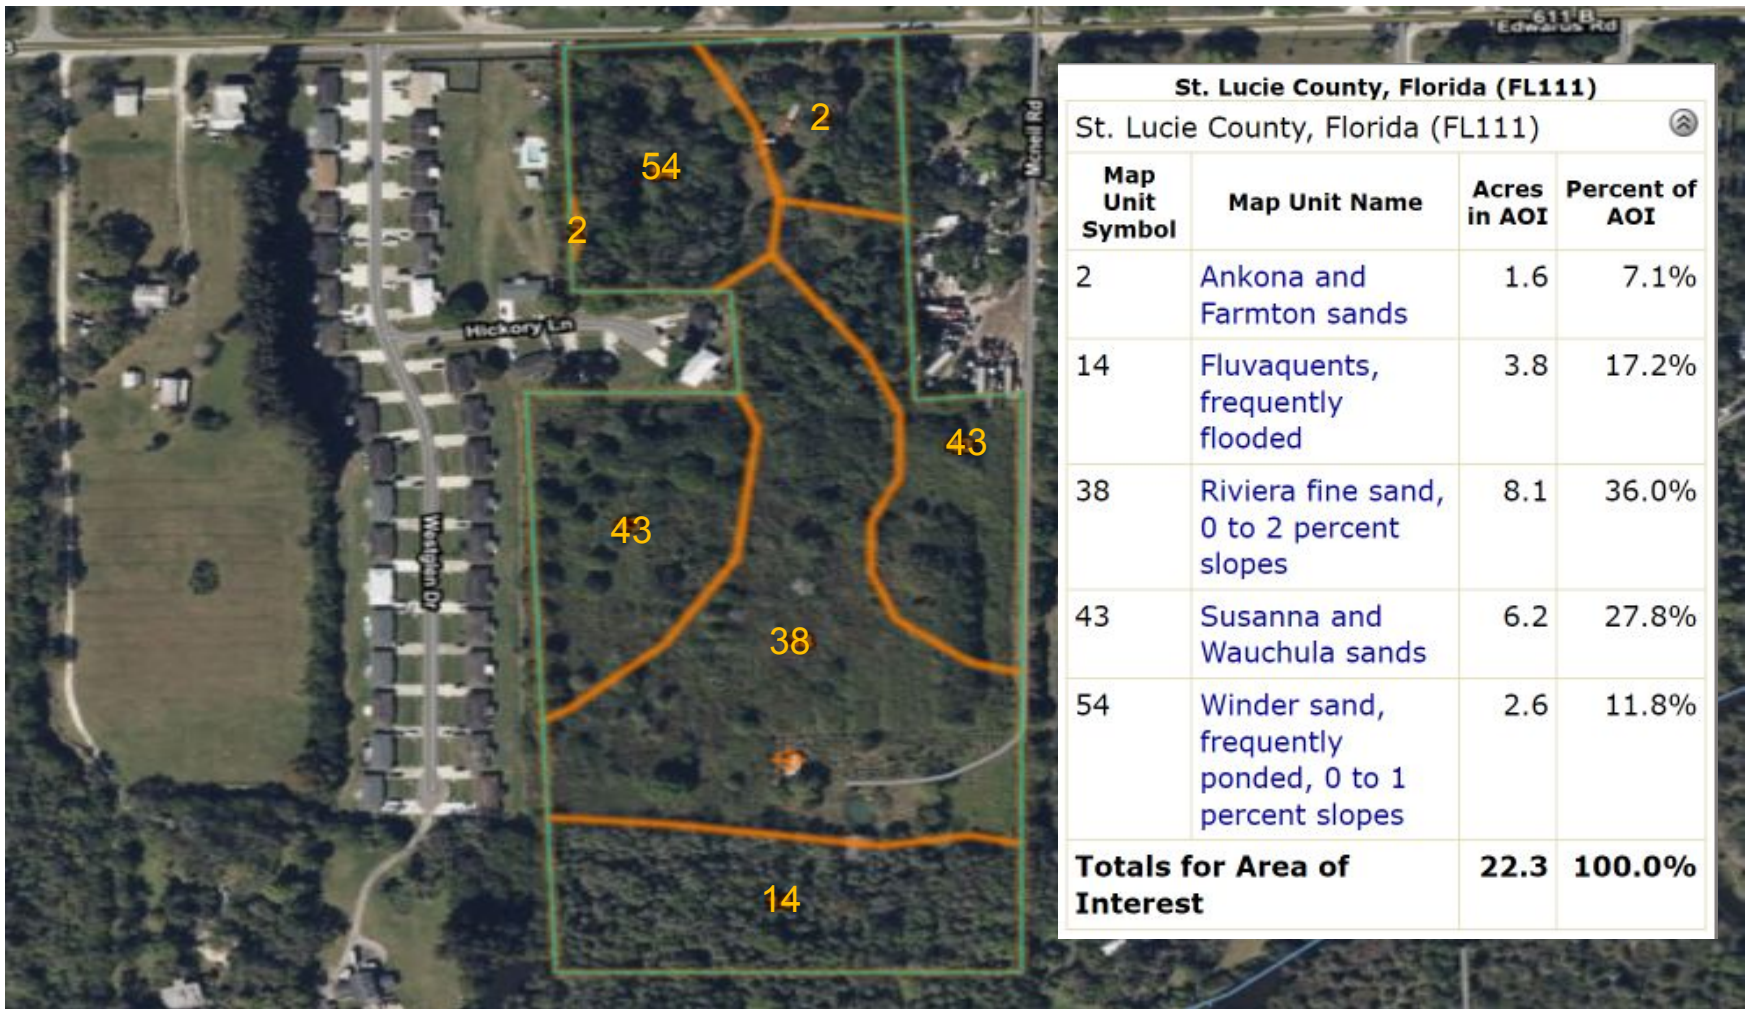 611 B
Edwards Rd
B
St. Lucie County, Florida (FL111)
St. Lucie County, Florida (FL111)
Map Unit Symbol
Map Unit Name
Acres in AOI
Percent of AOI
2
Ankona and
Farmton sands
1.6
7.1%
14
Fluvaquents,
frequently
flooded
3.8
17.2%
38
Riviera fine sand,
0 to 2 percent
slopes
8.1
36.0%
43
Susanna and
Wauchula sands
6.2
27.8%
54
Winder sand,
frequently
ponded, 0 to 1
percent slopes
2.6
11.8%
Totals for Area of
Interest
22.3
100.0%
2
54
2
Mcneil Rd
Hickory Ln
43
43
Westglen Dr
38
14